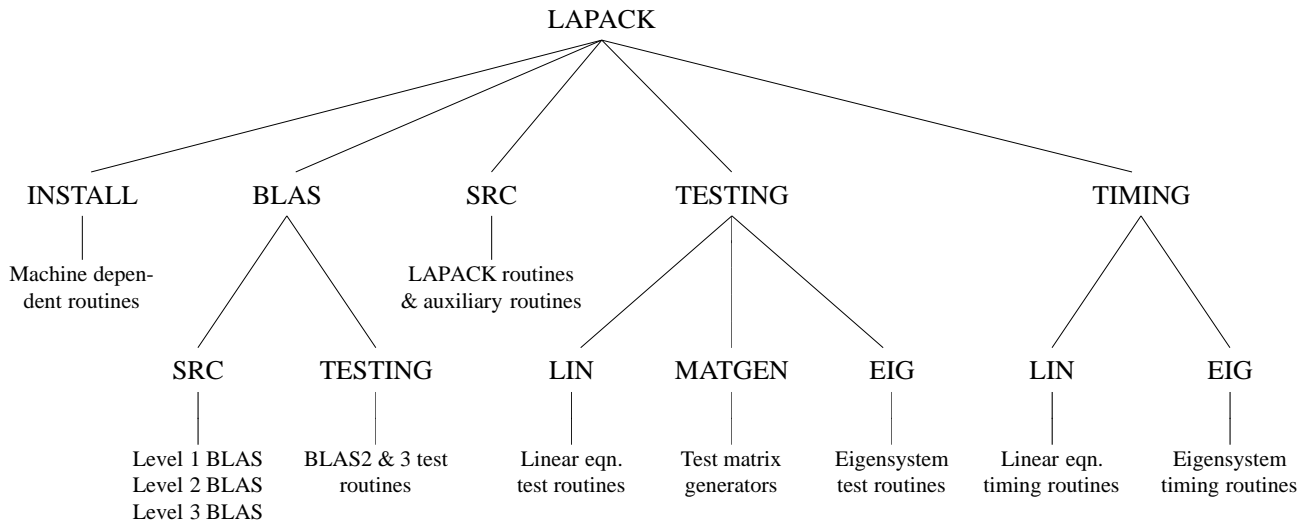 LAPACK
INSTALL
BLAS
SRC
TESTING
TIMING
Machine depen-
dent routines
LAPACK routines
& auxiliary routines
SRC
TESTING
LIN
MATGEN
EIG
LIN
EIG
Level 1 BLAS
Level 2 BLAS
Level 3 BLAS
BLAS2 & 3 test
routines
Linear eqn.
test routines
Test matrix
generators
Eigensystem
test routines
Linear eqn.
timing routines
Eigensystem
timing routines